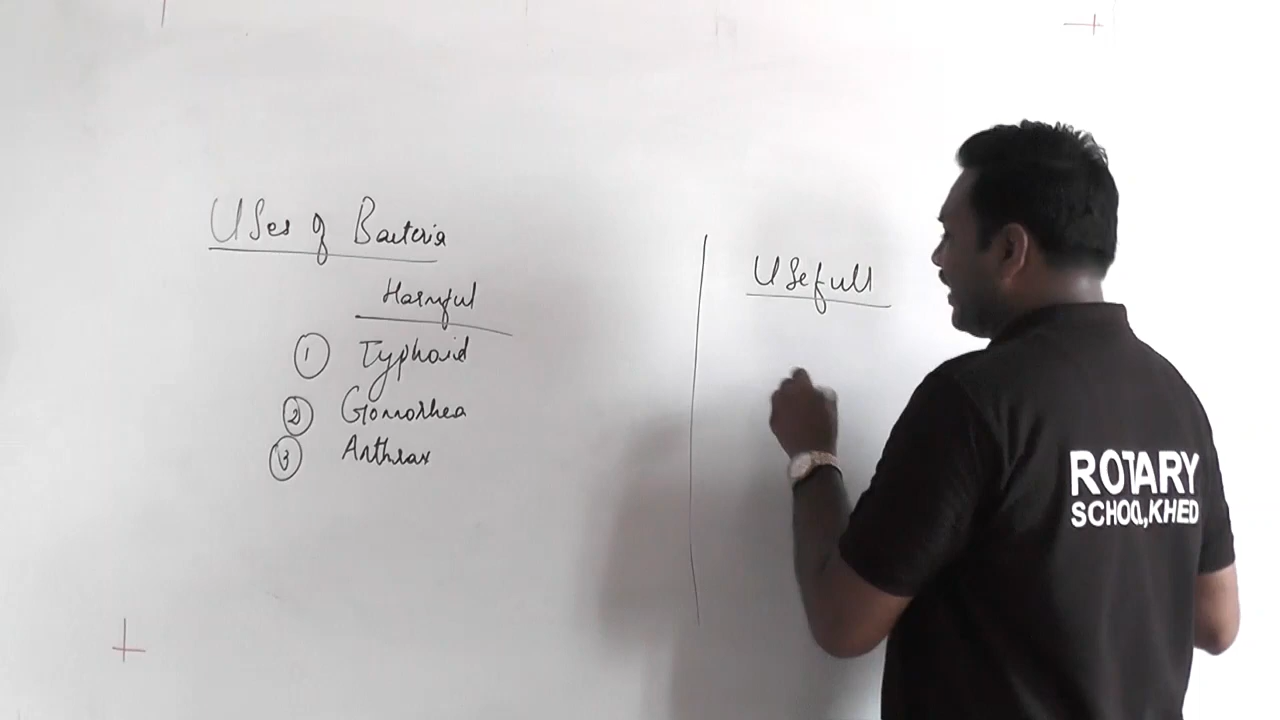 Uses of Bacteria
Harmful
1 Typhoid
2 Gonorrhea
3 Anthrax
Usefull
ROTARY
SCHOOL, KHED